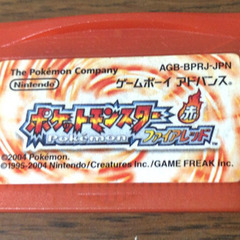 AGB-BPRJ-JPN
The Pokémon Company
Nintendo
ゲームボーイ アドバンス®
ポケットモンスター
Pokémon
ファイアレッド
TM
©2004 Pokémon.
©1995-2004 Nintendo/Creatures Inc./GAME FREAK inc.